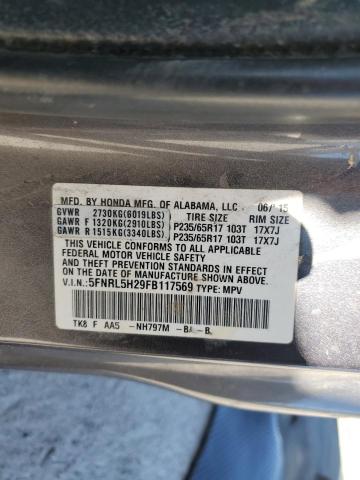 MFD. BY HONDA MFG. OF ALABAMA, LLC. 06/15
GVWR 2730KG(6019LBS) TIRE SIZE RIM SIZE
GAWR F 1320KG(2910LBS) P235/65R17 103T 17X7J
GAWR R 1515KG(3340LBS) P235/65R17 103T 17X7J
THIS VEHICLE CONFORMS TO ALL APPLICABLE
FEDERAL MOTOR VEHICLE SAFETY AND THEFT PREVENTION
STANDARDS IN EFFECT ON THE DATE OF MANUFACTURE SHOWN ABOVE.
V.I.N: 5FNRL5H29FB117569 TYPE: MPV
TK8 F AA5 -NH797M -BA -B